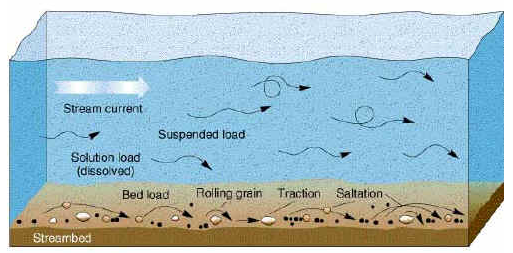 Stream current
Suspended load
Solution load
(dissolved)
Bed load
Rolling grain
Traction
Saltation
Streambed